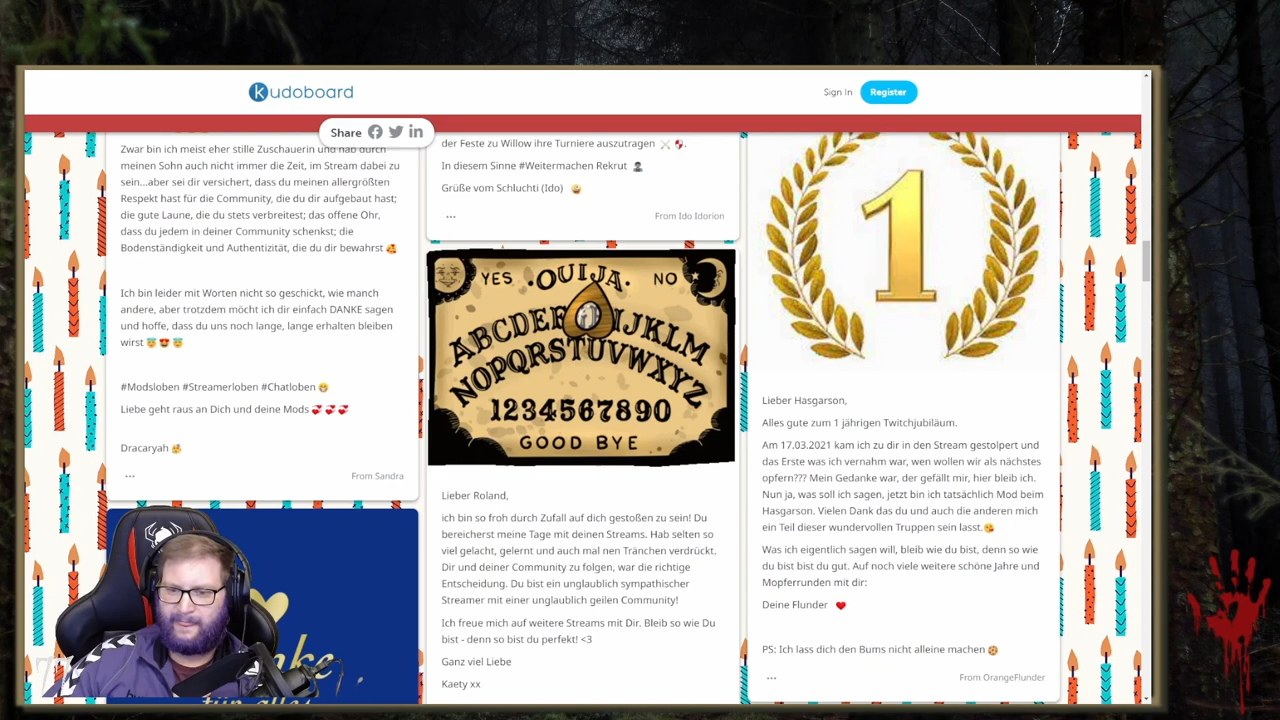 kudoboard
Sign In
Register
Share
Zwar bin ich meist eher stille Zuschauerin und hab durch
meinen Sohn auch nicht immer die Zeit, im Stream dabei zu
sein...aber sei dir versichert, dass du meinen allergrößten
Respekt hast für die Community, die du dir aufgebaut hast;
die gute Laune, die du stets verbreitest; das offene Ohr,
dass du jedem in deiner Community schenkst; die
Bodenständigkeit und Authentizität, die du dir bewahrst 🥰
Ich bin leider mit Worten nicht so geschickt, wie manch
andere, aber trotzdem möcht ich dir einfach DANKE sagen
und hoffe, dass du uns noch lange, lange erhalten bleiben
wirst 😇😍😇
#Modsloben #Streamerloben #Chatloben 😁
Liebe geht raus an Dich und deine Mods 💞💞💞
Dracaryah 🥳
...
From Sandra
für alles
der Feste zu Willow ihre Turniere auszutragen ⚔.
In diesem Sinne #Weitermachen Rekrut
Grüße vom Schluchti (Ido) 😜
...
From Ido Idorion
YES .OUIJA. NO
ABCDEF IJKLM
NOPQRSTUVWXYZ
1234567890
GOOD BYE
Lieber Roland,
ich bin so froh durch Zufall auf dich gestoßen zu sein! Du
bereicherst meine Tage mit deinen Streams. Hab selten so
viel gelacht, gelernt und auch mal nen Tränchen verdrückt.
Dir und deiner Community zu folgen, war die richtige
Entscheidung. Du bist ein unglaublich sympathischer
Streamer mit einer unglaublich geilen Community!
Ich freue mich auf weitere Streams mit Dir. Bleib so wie Du
bist - denn so bist du perfekt! <3
Ganz viel Liebe
Kaety xx
1
Lieber Hasgarson,
Alles gute zum 1 jährigen Twitchjubiläum.
Am 17.03.2021 kam ich zu dir in den Stream gestolpert und
das Erste was ich vernahm war, wen wollen wir als nächstes
opfern??? Mein Gedanke war, der gefällt mir, hier bleib ich.
Nun ja, was soll ich sagen, jetzt bin ich tatsächlich Mod beim
Hasgarson. Vielen Dank das du und auch die anderen mich
ein Teil dieser wundervollen Truppen sein lasst.😘
Was ich eigentlich sagen will, bleib wie du bist, denn so wie
du bist bist du gut. Auf noch viele weitere schöne Jahre und
Mopferrunden mit dir:
Deine Flunder ❤
PS: Ich lass dich den Bums nicht alleine machen 🍪
...
From OrangeFlunder